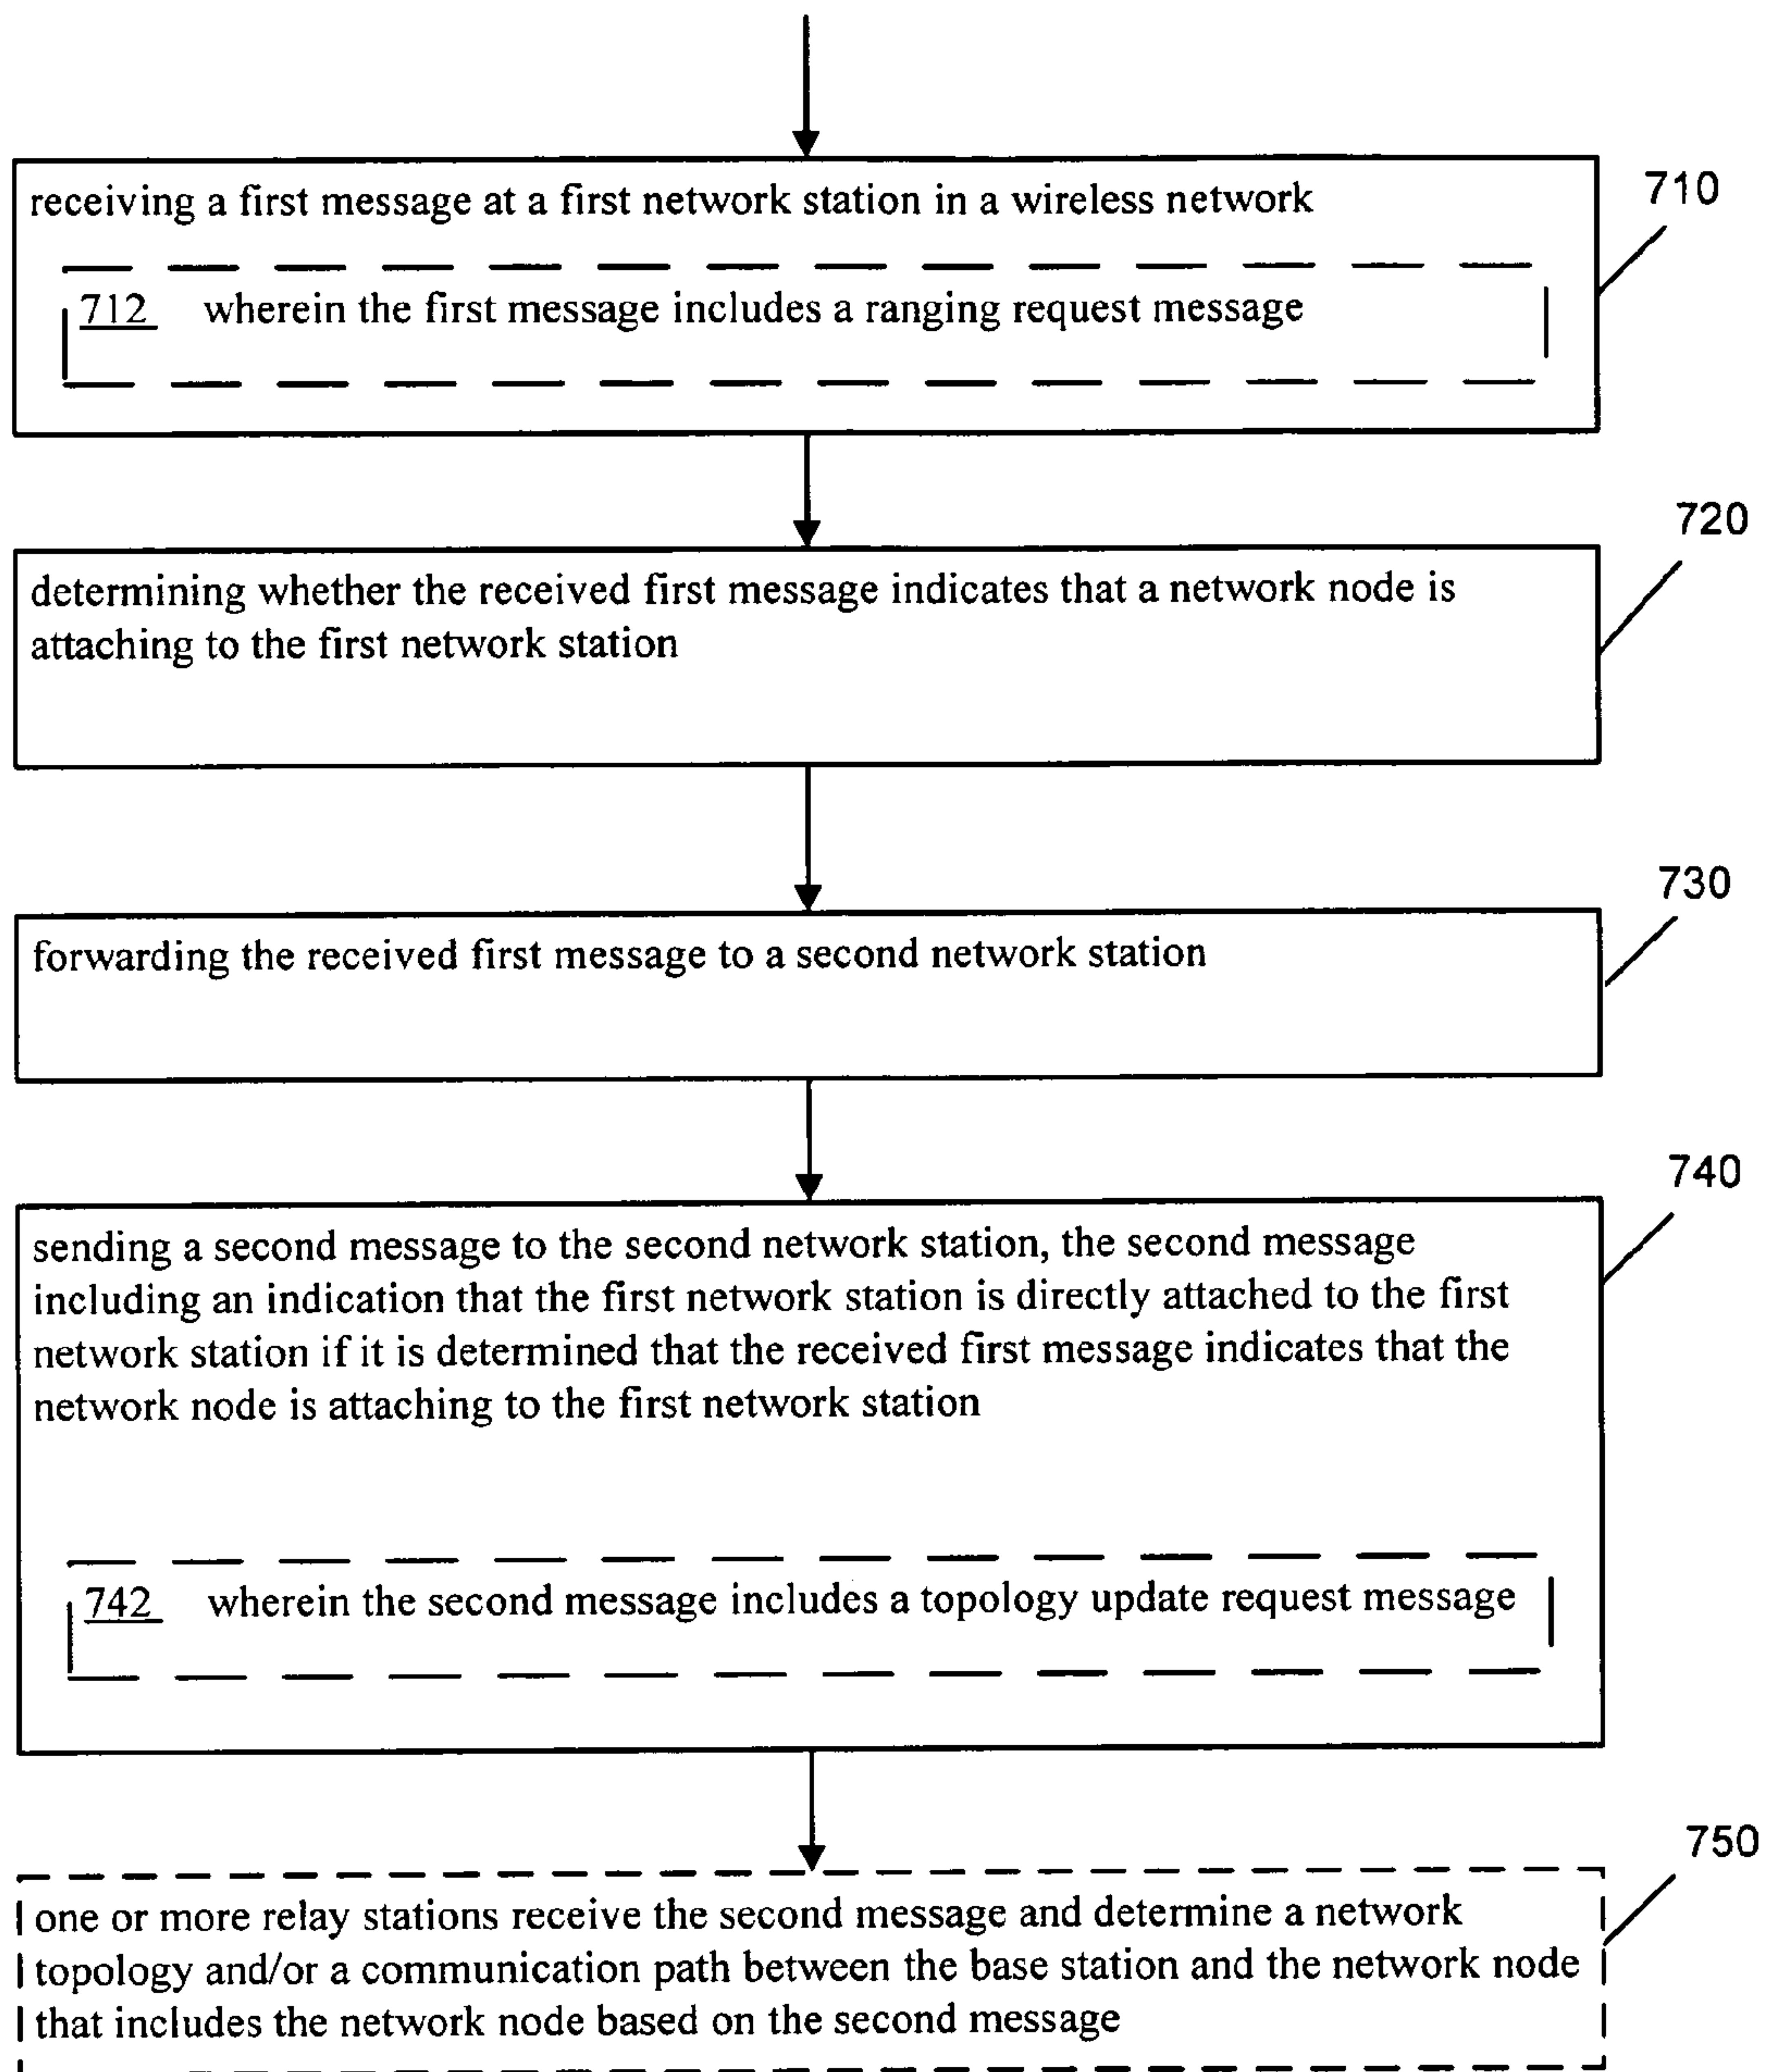 receiving a first message at a first network station in a wireless network
710
712 wherein the first message includes a ranging request message
720
determining whether the received first message indicates that a network node is
attaching to the first network station
730
forwarding the received first message to a second network station
740
sending a second message to the second network station, the second message
including an indication that the first network station is directly attached to the first
network station if it is determined that the received first message indicates that the
network node is attaching to the first network station
742 wherein the second message includes a topology update request message
750
one or more relay stations receive the second message and determine a network
topology and/or a communication path between the base station and the network node
that includes the network node based on the second message